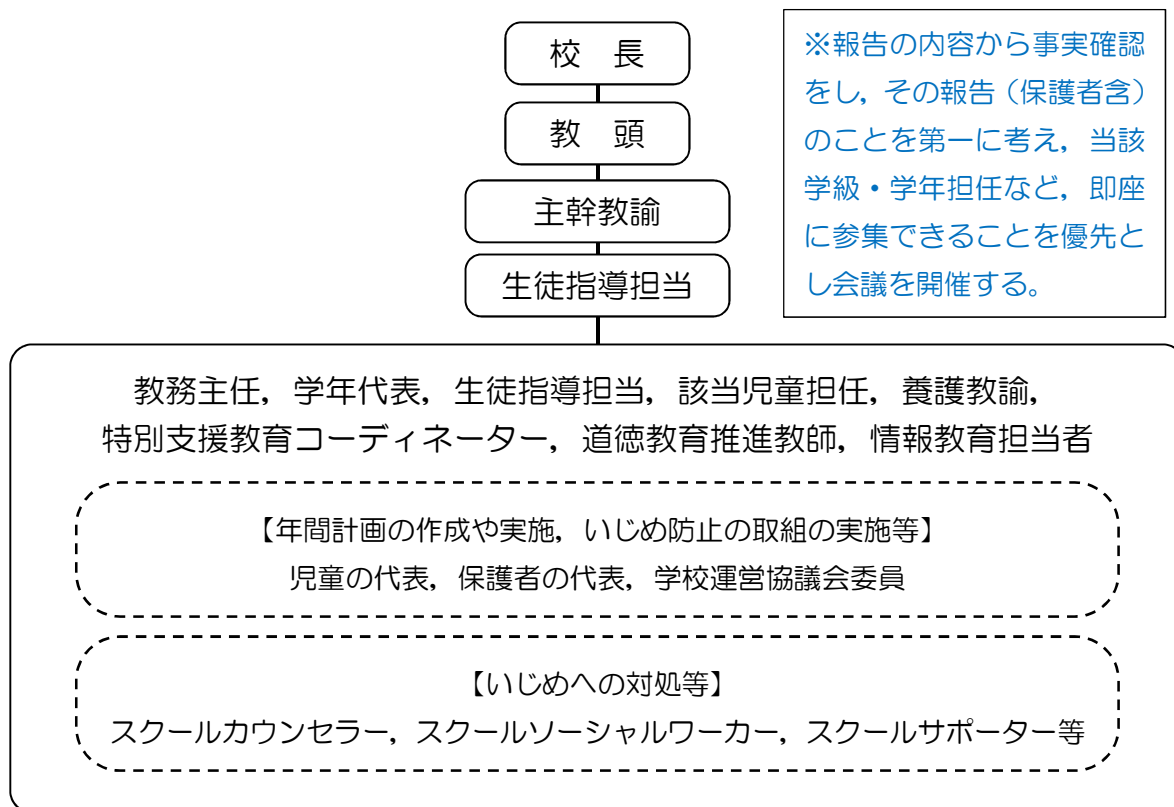 校　長
教　頭
主幹教諭
生徒指導担当
※報告の内容から事実確認
をし，その報告（保護者含）
のことを第一に考え，当該
学級・学年担任など，即座
に参集できることを優先と
し会議を開催する。
教務主任，学年代表，生徒指導担当，該当児童担任，養護教諭，
特別支援教育コーディネーター，道徳教育推進教師，情報教育担当者
【年間計画の作成や実施，いじめ防止の取組の実施等】
児童の代表，保護者の代表，学校運営協議会委員
【いじめへの対処等】
スクールカウンセラー，スクールソーシャルワーカー，スクールサポーター等